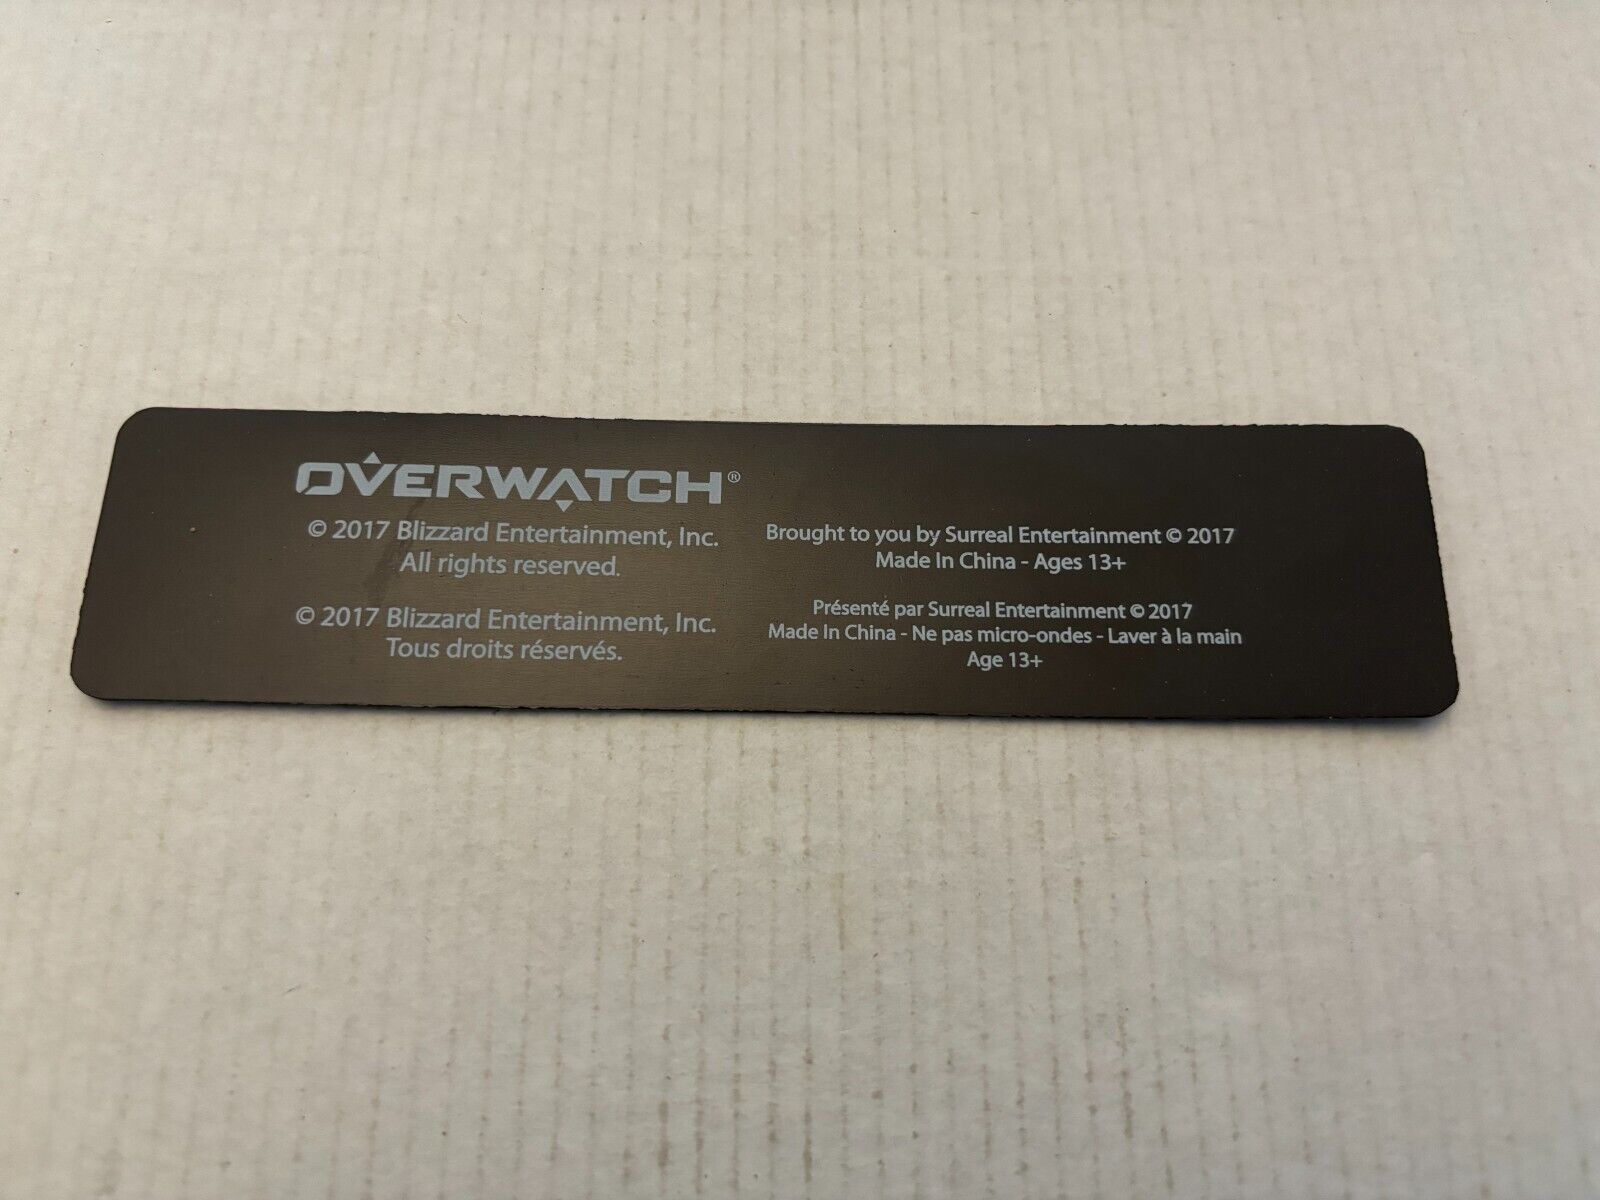 OVERWATCH®
© 2017 Blizzard Entertainment, Inc.
All rights reserved.
© 2017 Blizzard Entertainment, Inc.
Tous droits réservés.
Brought to you by Surreal Entertainment © 2017
Made In China - Ages 13+
Présenté par Surreal Entertainment © 2017
Made In China - Ne pas micro-ondes - Laver à la main
Age 13+